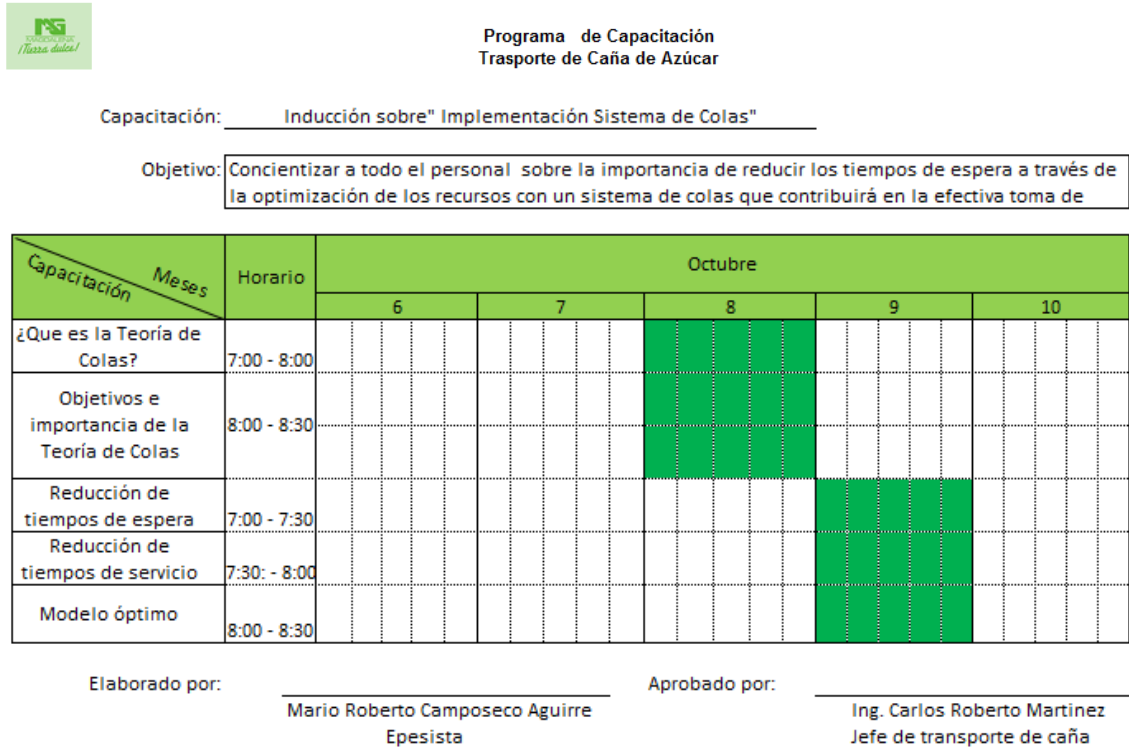 MAG
MAGDALENA
¡Tierra dulce!
Programa de Capacitación
Trasporte de Caña de Azúcar
Capacitación: Inducción sobre" Implementación Sistema de Colas"
Objetivo: Concientizar a todo el personal sobre la importancia de reducir los tiempos de espera a través de
la optimización de los recursos con un sistema de colas que contribuirá en la efectiva toma de
Capacitación Meses Horario Octubre
6 7 8 9 10
¿Que es la Teoría de
Colas?
7:00 - 8:00
Objetivos e
importancia de la
Teoría de Colas
8:00 - 8:30
Reducción de
tiempos de espera
7:00 - 7:30
Reducción de
tiempos de servicio
7:30: - 8:00
Modelo óptimo
8:00 - 8:30
Elaborado por: Aprobado por:
Mario Roberto Camposeco Aguirre Ing. Carlos Roberto Martinez
Epesista Jefe de transporte de caña